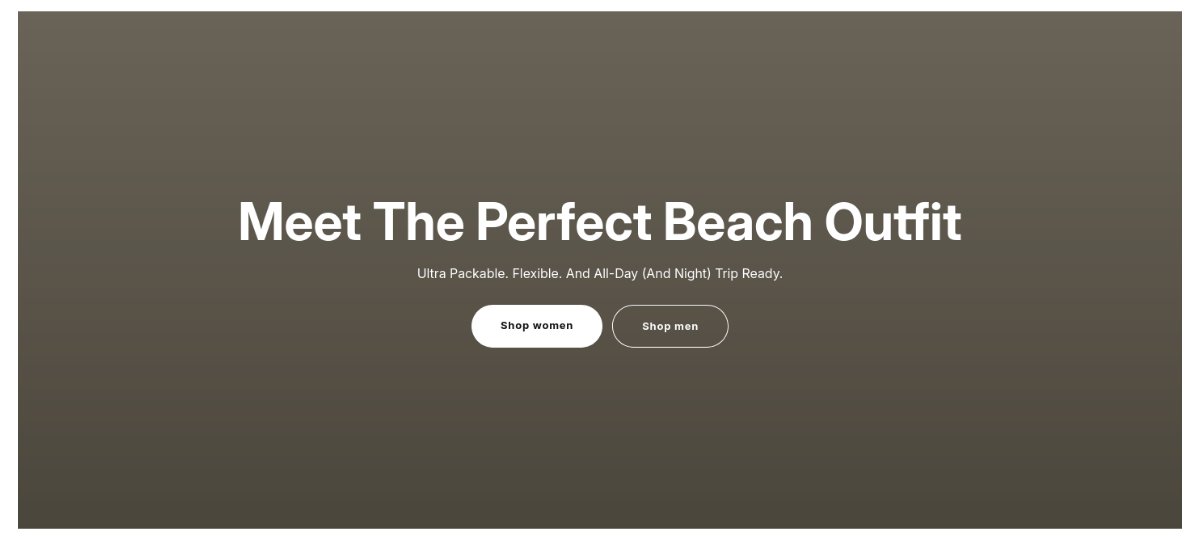 Meet The Perfect Beach Outfit
Ultra Packable. Flexible. And All-Day (And Night) Trip Ready.
Shop women
Shop men